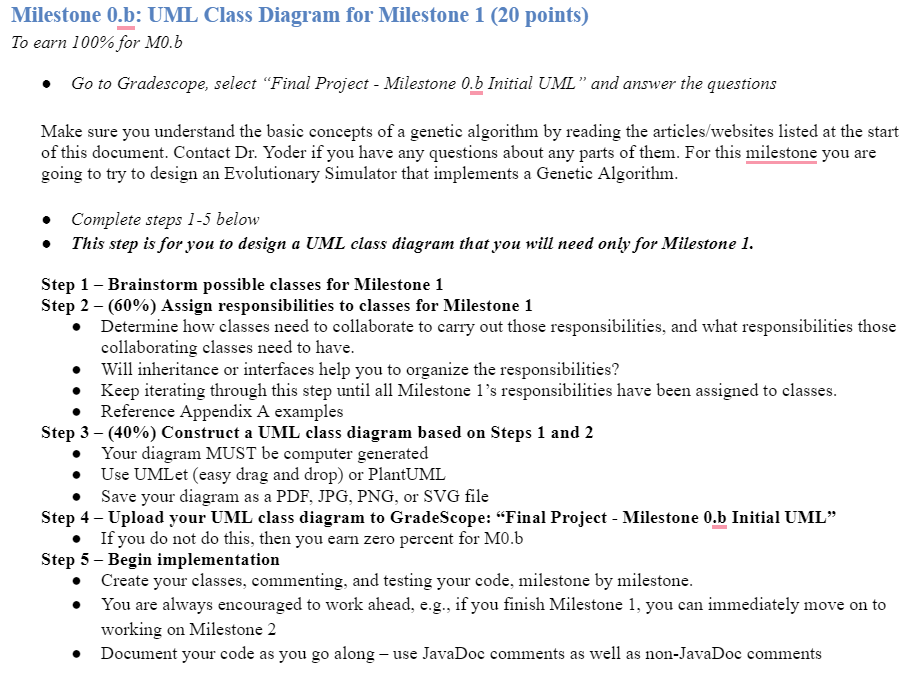 Milestone 0.b: UML Class Diagram for Milestone 1 (20 points)
To earn 100% for M0.b
• Go to Gradescope, select “Final Project - Milestone 0.b Initial UML” and answer the questions
Make sure you understand the basic concepts of a genetic algorithm by reading the articles/websites listed at the start
of this document. Contact Dr. Yoder if you have any questions about any parts of them. For this milestone you are
going to try to design an Evolutionary Simulator that implements a Genetic Algorithm.
• Complete steps 1-5 below
• This step is for you to design a UML class diagram that you will need only for Milestone 1.
Step 1 – Brainstorm possible classes for Milestone 1
Step 2 – (60%) Assign responsibilities to classes for Milestone 1
• Determine how classes need to collaborate to carry out those responsibilities, and what responsibilities those
collaborating classes need to have.
• Will inheritance or interfaces help you to organize the responsibilities?
• Keep iterating through this step until all Milestone 1’s responsibilities have been assigned to classes.
• Reference Appendix A examples
Step 3 – (40%) Construct a UML class diagram based on Steps 1 and 2
• Your diagram MUST be computer generated
• Use UMLet (easy drag and drop) or PlantUML
• Save your diagram as a PDF, JPG, PNG, or SVG file
Step 4 – Upload your UML class diagram to GradeScope: “Final Project - Milestone 0.b Initial UML”
• If you do not do this, then you earn zero percent for M0.b
Step 5 – Begin implementation
• Create your classes, commenting, and testing your code, milestone by milestone.
• You are always encouraged to work ahead, e.g., if you finish Milestone 1, you can immediately move on to
working on Milestone 2
• Document your code as you go along – use JavaDoc comments as well as non-JavaDoc comments